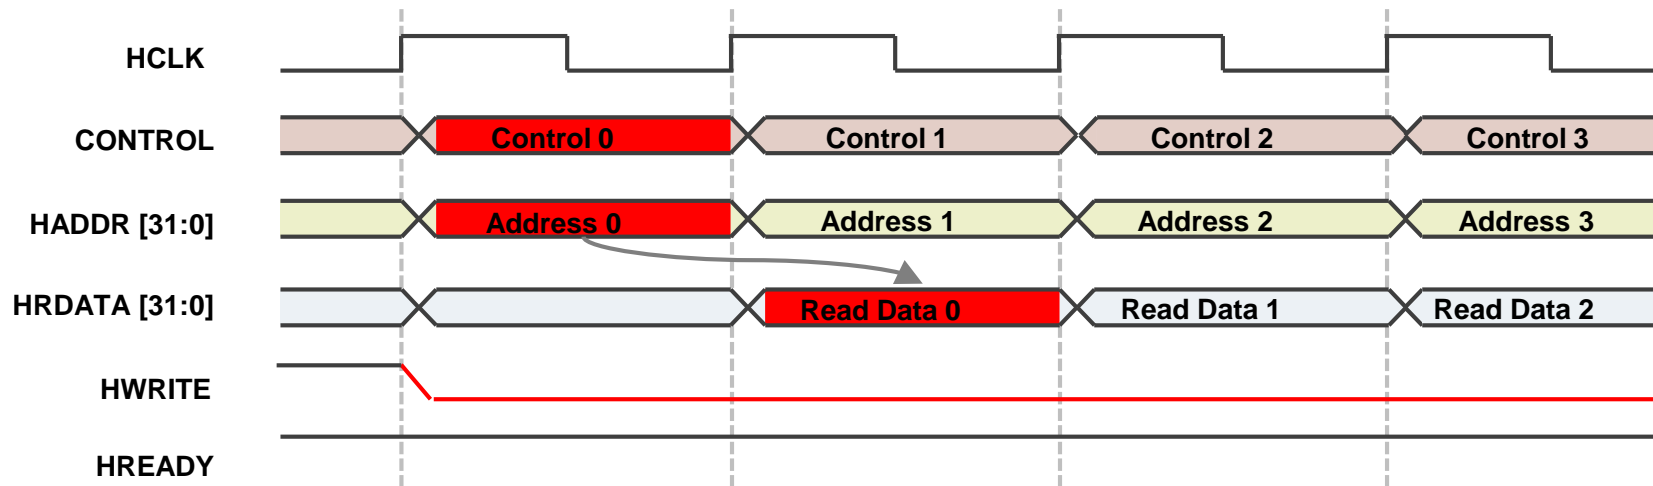 HCLK
CONTROL
Control 0
Control 1
Control 2
Control 3
HADDR [31:0]
Address 0
Address 1
Address 2
Address 3
HRDATA [31:0]
Read Data 0
Read Data 1
Read Data 2
HWRITE
HREADY